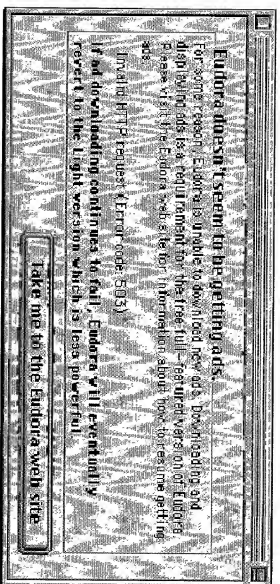 Eudora doesn't seem to be getting ads.
For some reason, Eudora is unable to download new ads. Downloading and
displaying ads is a requirement for the free, full-featured version of Eudora.
Please visit the Eudora web site for information about how to resume getting
ads.
Invalid HTTP request (Error code: 503)
If ad downloading continues to fail, Eudora will eventually
revert to the Light version which is less powerful.
Take me to the Eudora web site